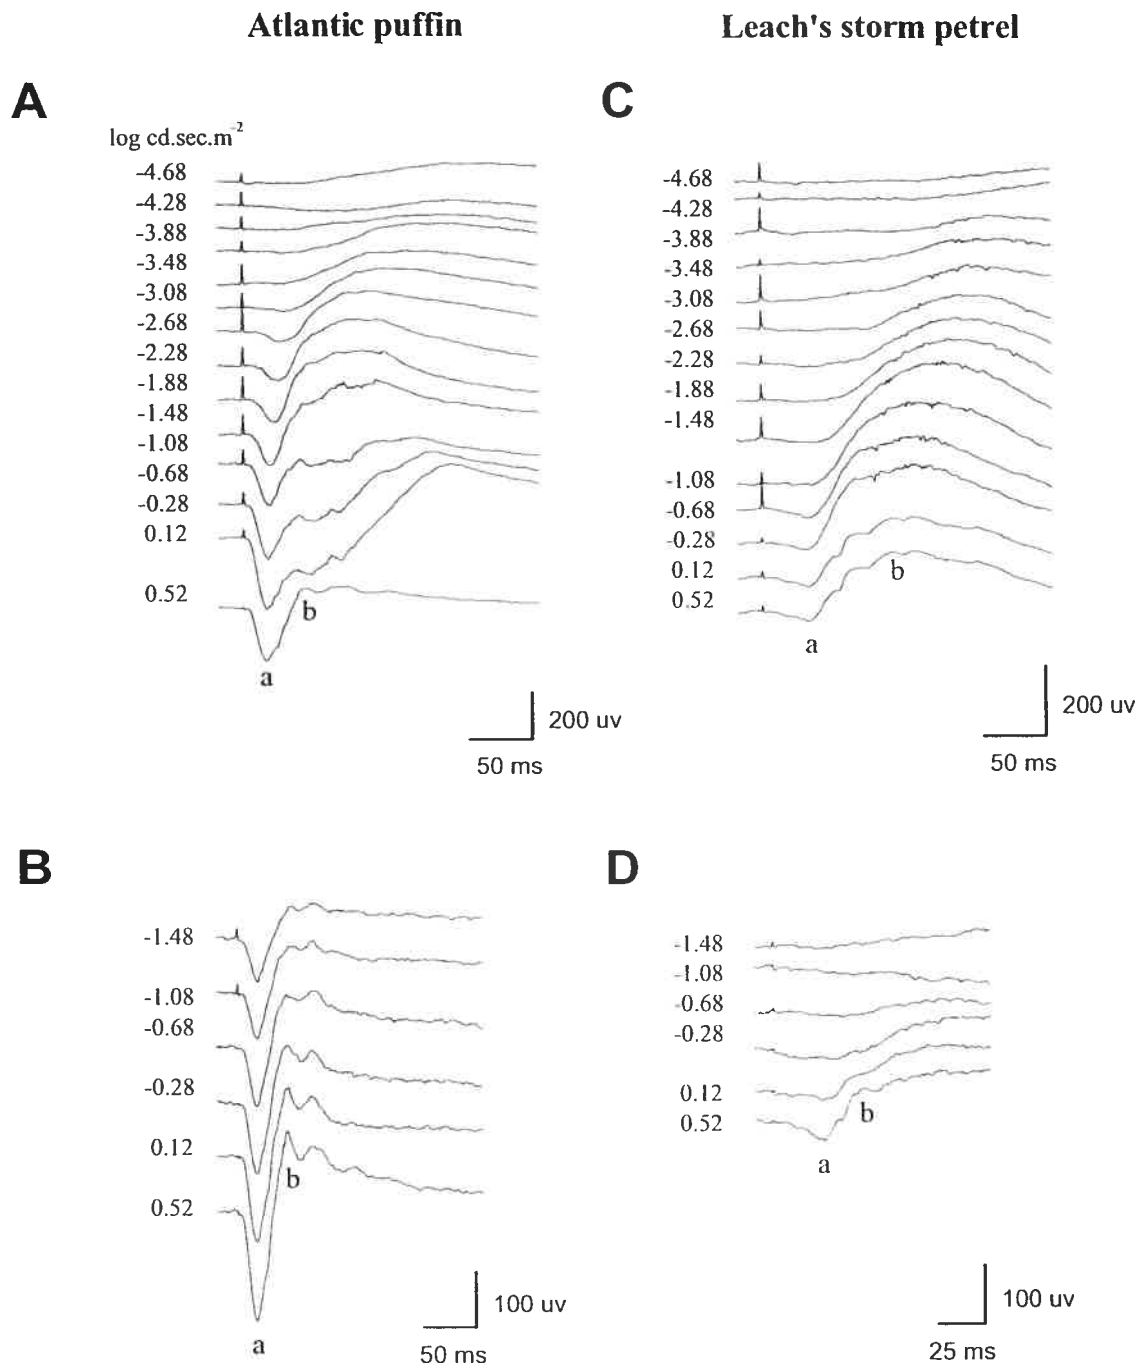 Atlantic puffin
Leach's storm petrel
A
log cd.sec.m-2
-4.68
-4.28
-3.88
-3.48
-3.08
-2.68
-2.28
-1.88
-1.48
-1.08
-0.68
-0.28
0.12
0.52
b
a
200 uv
50 ms
C
-4.68
-4.28
-3.88
-3.48
-3.08
-2.68
-2.28
-1.88
-1.48
-1.08
-0.68
-0.28
0.12
0.52
b
a
200 uv
50 ms
B
-1.48
-1.08
-0.68
-0.28
0.12
0.52
b
a
100 uv
50 ms
D
-1.48
-1.08
-0.68
-0.28
0.12
0.52
b
a
100 uv
25 ms